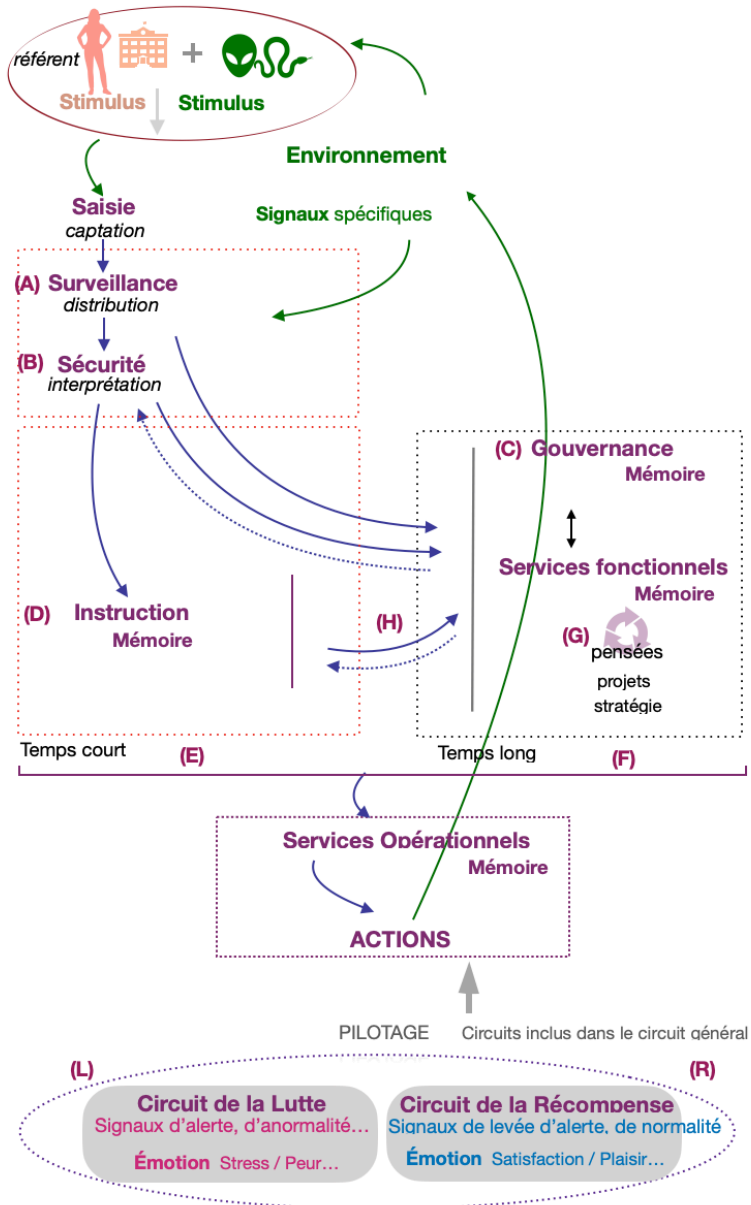 référent
+
Stimulus
Stimulus
Environnement
Saisie
captation
Signaux spécifiques
(A) Surveillance
distribution
(B) Sécurité
interprétation
(C) Gouvernance
Mémoire
Services fonctionnels
Mémoire
(D) Instruction
Mémoire
(H)
(G)
pensées
projets
stratégie
Temps court
(E)
Temps long
(F)
Services Opérationnels
Mémoire
ACTIONS
PILOTAGE Circuits inclus dans le circuit général
(L)
(R)
Circuit de la Lutte
Signaux d’alerte, d’anormalité…
Émotion Stress / Peur…
Circuit de la Récompense
Signaux de levée d’alerte, de normalité
Émotion Satisfaction / Plaisir…